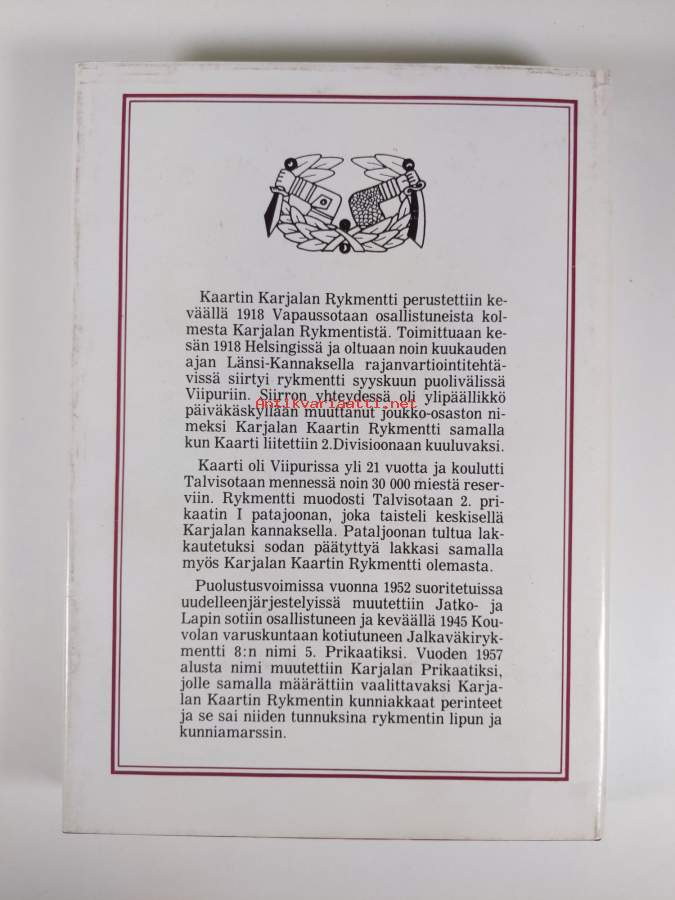 Kaartin Karjalan Rykmentti perustettiin ke-
väällä 1918 Vapaussotaan osallistuneista kol-
mesta Karjalan Rykmentistä. Toimittuaan ke-
sän 1918 Helsingissä ja oltuaan noin kuukauden
ajan Länsi-Kannaksella rajanvartiointitehtä-
vissä siirtyi rykmentti syyskuun puolivälissä
Viipuriin. Siirron yhteydessä oli ylipäällikkö
Antikvariaatti.net
päiväkäskyllään muuttanut joukko-osaston ni-
meksi Karjalan Kaartin Rykmentti samalla
kun Kaarti liitettiin 2.Divisioonaan kuuluvaksi.
Kaarti oli Viipurissa yli 21 vuotta ja koulutti
Talvisotaan mennessä noin 30 000 miestä reser-
viin. Rykmentti muodosti Talvisotaan 2. pri-
kaatin I patajoonan, joka taisteli keskisellä
Karjalan kannaksella. Pataljoonan tultua lak-
kautetuksi sodan päätyttyä lakkasi samalla
myös Karjalan Kaartin Rykmentti olemasta.
Puolustusvoimissa vuonna 1952 suoritetuissa
uudelleenjärjestelyissä muutettiin Jatko- ja
Lapin sotiin osallistuneen ja keväällä 1945 Kou-
volan varuskuntaan kotiutuneen Jalkaväkiryk-
mentti 8:n nimi 5. Prikaatiksi. Vuoden 1957
alusta nimi muutettiin Karjalan Prikaatiksi,
jolle samalla määrättiin vaalittavaksi Karja-
lan Kaartin Rykmentin kunniakkaat perinteet
ja se sai niiden tunnuksina rykmentin lipun ja
kunniamarssin.